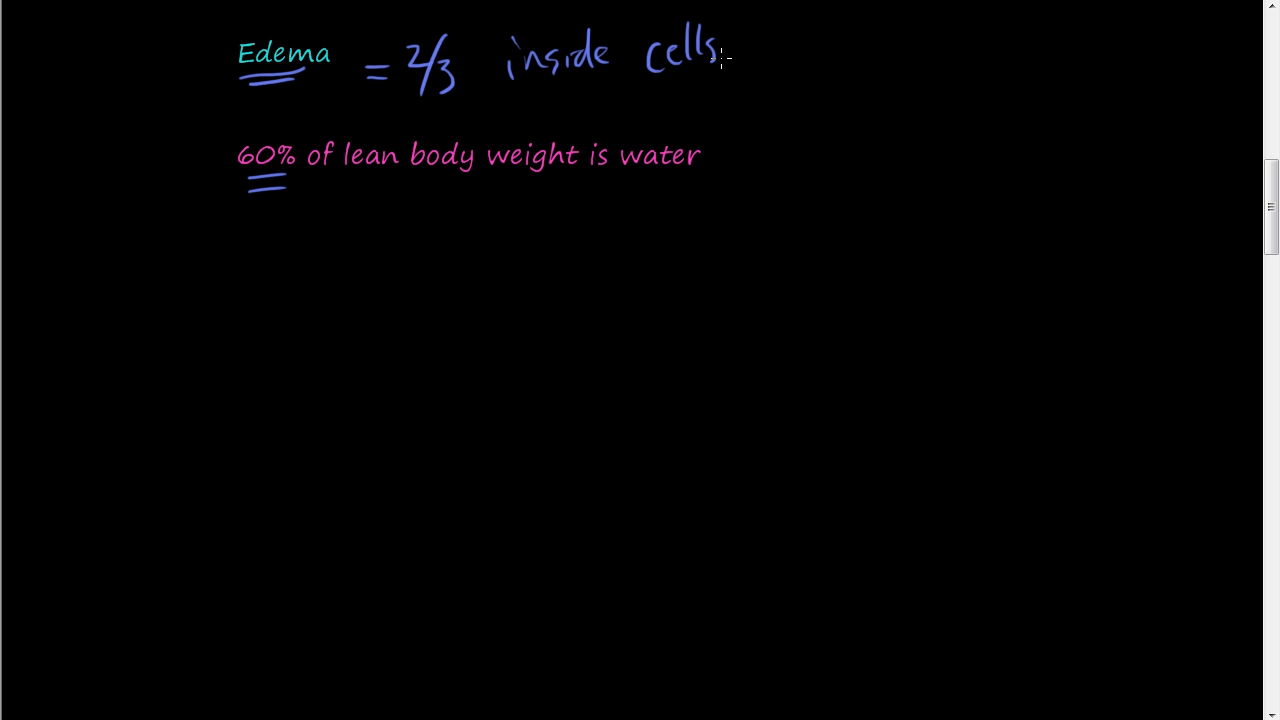 Edema = 2/3 inside cells
60% of lean body weight is water